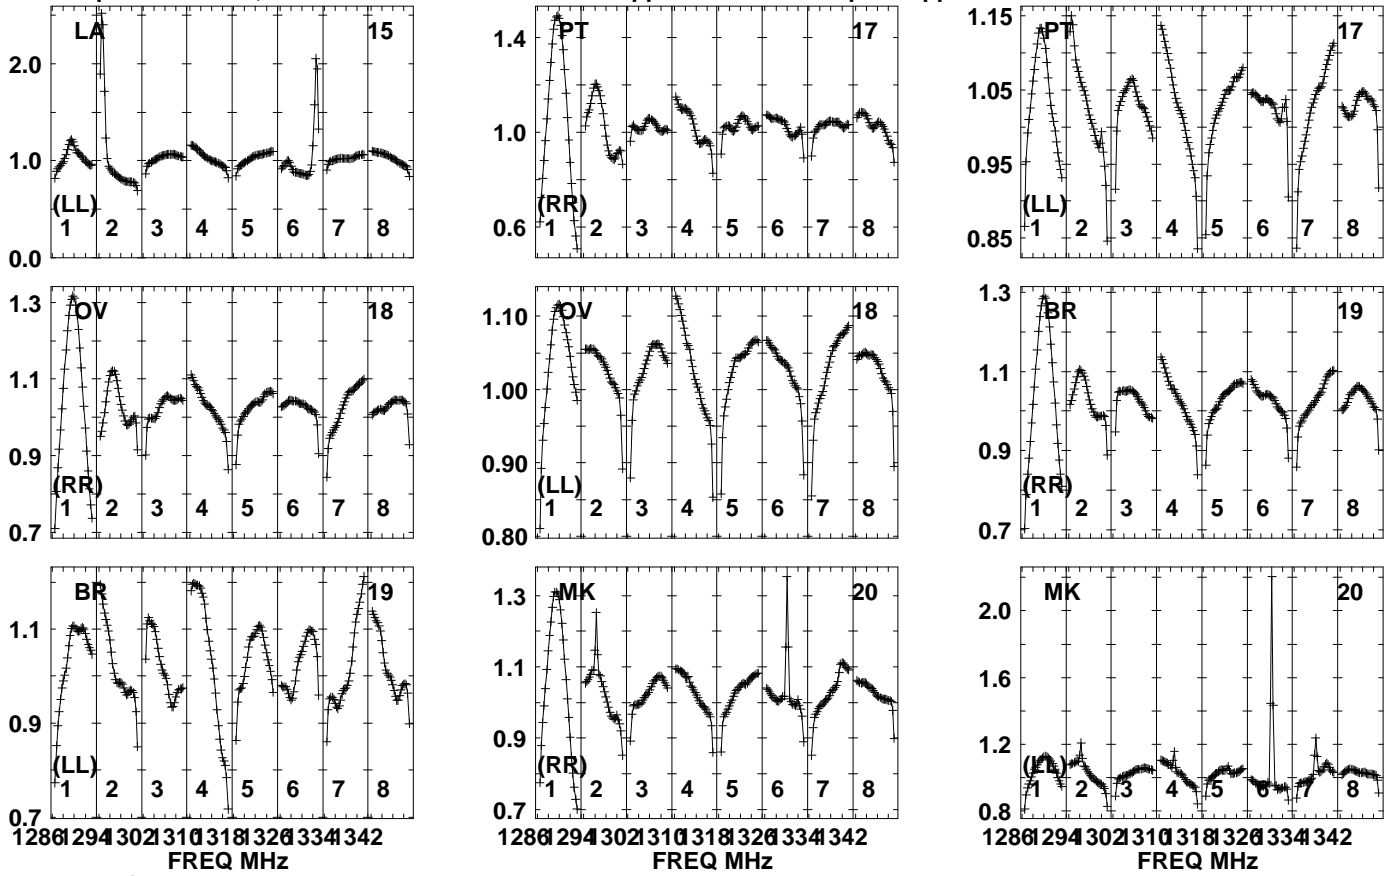 LA 15
2.0
1.0
0.0
(LL)
1 2 3 4 5 6 7 8
PT 17
1.4
1.0
0.6
(RR)
1 2 3 4 5 6 7 8
PT 17
1.15
1.05
0.95
0.85
(LL)
1 2 3 4 5 6 7 8
OV 18
1.3
1.1
0.9
0.7
(RR)
1 2 3 4 5 6 7 8
OV 18
1.10
1.00
0.90
0.80
(LL)
1 2 3 4 5 6 7 8
BR 19
1.3
1.1
0.9
0.7
(RR)
1 2 3 4 5 6 7 8
BR 19
1.1
0.9
0.7
(LL)
1 2 3 4 5 6 7 8
1286 1294 1302 1310 1318 1326 1334 1342
FREQ MHz
MK 20
1.3
1.1
0.9
0.7
(RR)
1 2 3 4 5 6 7 8
1286 1294 1302 1310 1318 1326 1334 1342
FREQ MHz
MK 20
2.0
1.6
1.2
0.8
(LL)
1 2 3 4 5 6 7 8
1286 1294 1302 1310 1318 1326 1334 1342
FREQ MHz